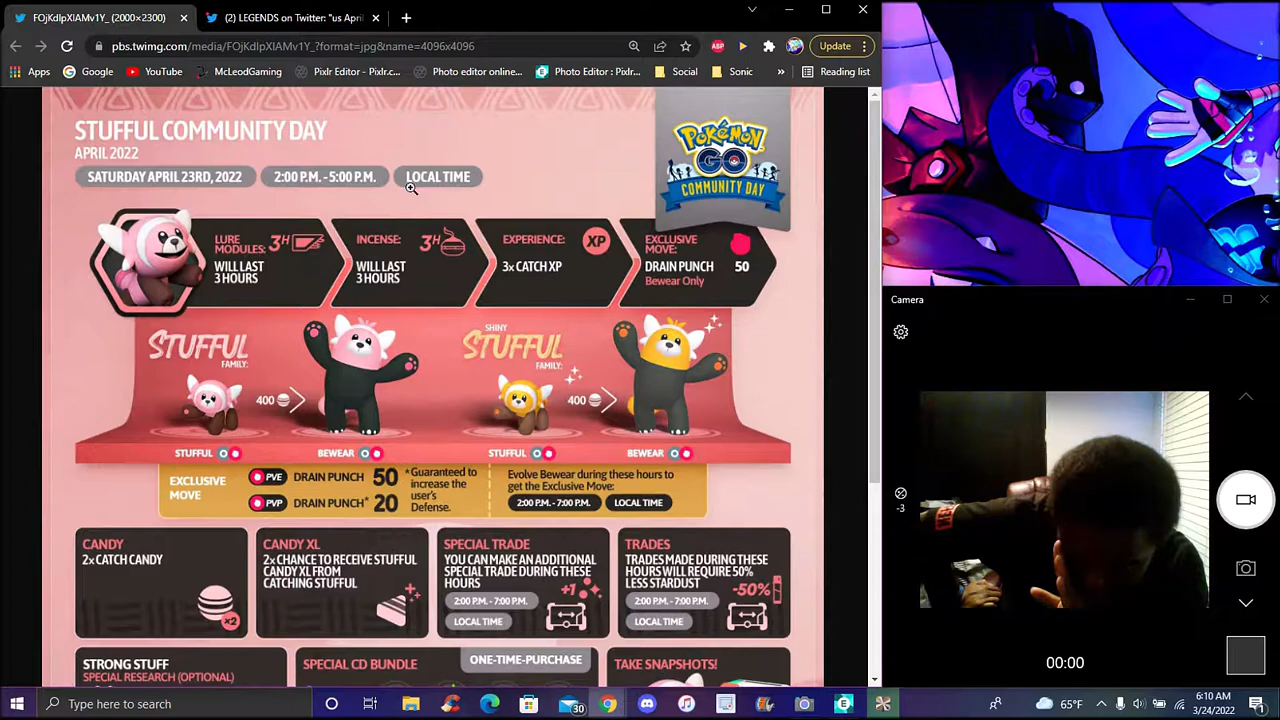 FOjKdlpXIAMv1Y_ (2000×2300)
(2) LEGENDS on Twitter: "us April
pbs.twimg.com/media/FOjKdlpXIAMv1Y_?format=jpg&name=4096x4096
ABP
Update
Apps
Google
YouTube
McLeodGaming
Pixlr Editor - Pixlr.c...
Photo editor online...
Photo Editor : Pixlr...
Social
Sonic
»
Reading list
STUFFUL COMMUNITY DAY
APRIL 2022
SATURDAY APRIL 23RD, 2022
2:00 P.M. - 5:00 P.M.
LOCAL TIME
POKÉMON
GO
COMMUNITY DAY
LURE
MODULES:
3H
WILL LAST
3 HOURS
INCENSE:
3H
WILL LAST
3 HOURS
EXPERIENCE:
XP
3x CATCH XP
EXCLUSIVE
MOVE:
DRAIN PUNCH 50
Bewear Only
STUFFUL
FAMILY:
400
SHINY
STUFFUL
FAMILY:
400
STUFFUL
BEWEAR
STUFFUL
BEWEAR
EXCLUSIVE
MOVE
PVE DRAIN PUNCH 50
PVP DRAIN PUNCH* 20
*Guaranteed to
increase the
user's
Defense.
Evolve Bewear during these hours to
get the Exclusive Move:
2:00 P.M. - 7:00 P.M.
LOCAL TIME
CANDY
2x CATCH CANDY
x2
CANDY XL
2x CHANCE TO RECEIVE STUFFUL
CANDY XL FROM
CATCHING STUFFUL
SPECIAL TRADE
YOU CAN MAKE AN ADDITIONAL
SPECIAL TRADE DURING THESE
HOURS
+1
2:00 P.M. - 7:00 P.M.
LOCAL TIME
TRADES
TRADES MADE DURING THESE
HOURS WILL REQUIRE 50%
LESS STARDUST
-50%
2:00 P.M. - 7:00 P.M.
LOCAL TIME
STRONG STUFF
SPECIAL RESEARCH (OPTIONAL)
SPECIAL CD BUNDLE
ONE-TIME-PURCHASE
TAKE SNAPSHOTS!
Camera
-3
00:00
Type here to search
30
65°F
6:10 AM
3/24/2022
1